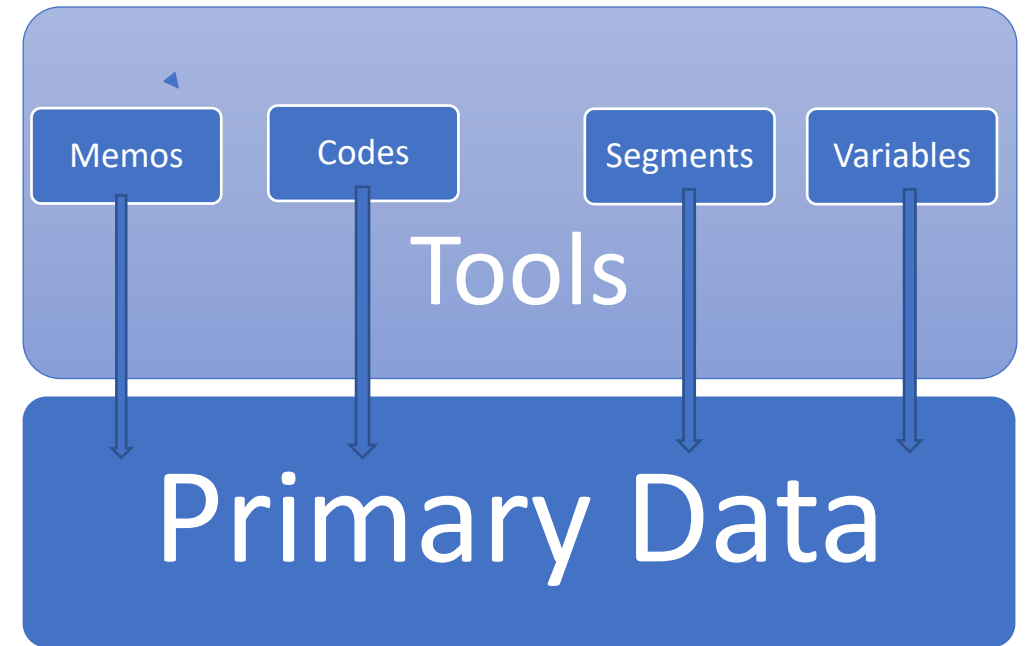 Memos
Codes
Segments
Variables
Tools
Primary Data